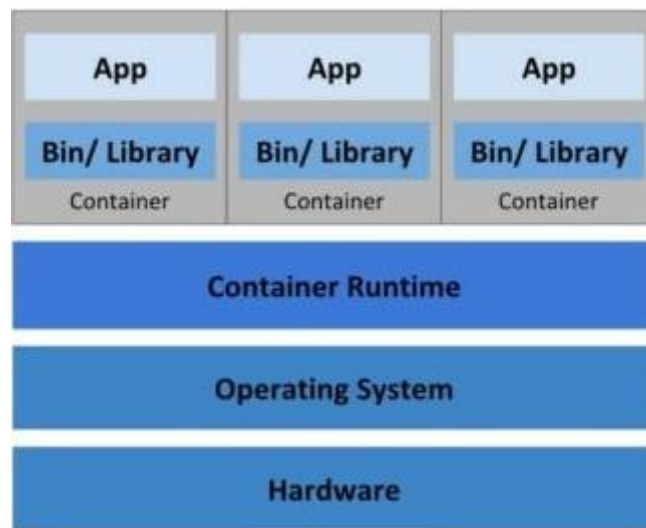 App App App
Bin/ Library Bin/ Library Bin/ Library
Container Container Container
Container Runtime
Operating System
Hardware